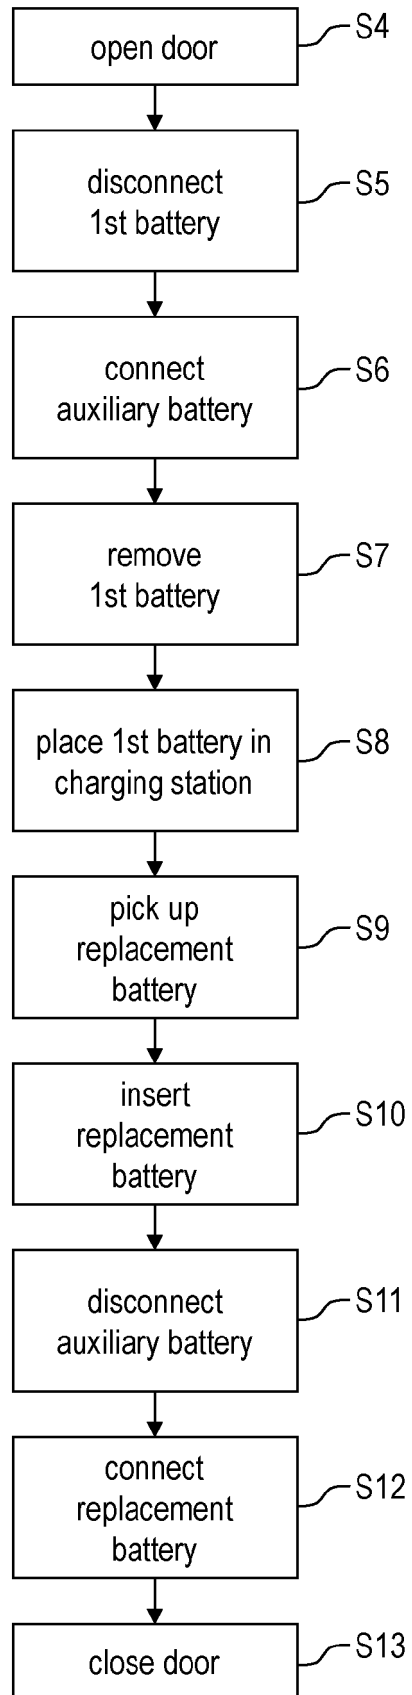 open door
S4
disconnect
1st battery
S5
connect
auxiliary battery
S6
remove
1st battery
S7
place 1st battery in
charging station
S8
pick up
replacement
battery
S9
insert
replacement
battery
S10
disconnect
auxiliary battery
S11
connect
replacement
battery
S12
close door
S13